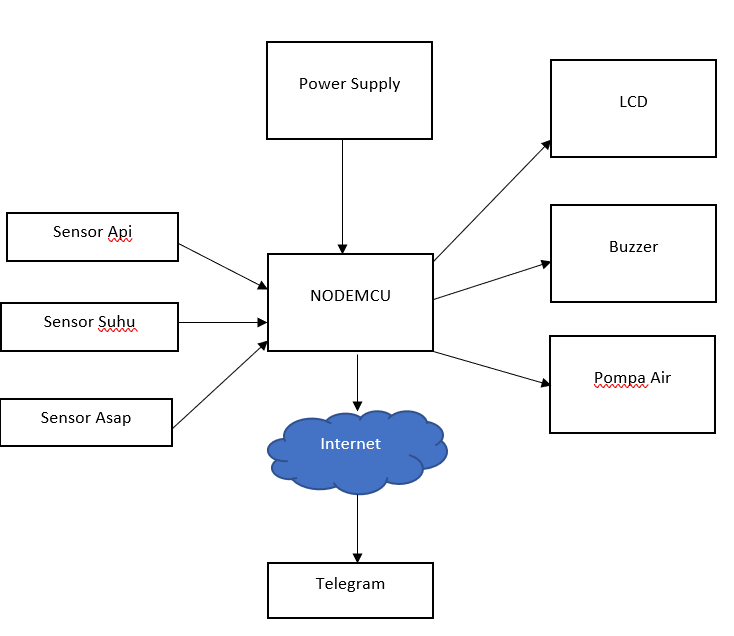 Power Supply
LCD
Sensor Api
Buzzer
NODEMCU
Sensor Suhu
Pompa Air
Sensor Asap
Internet
Telegram